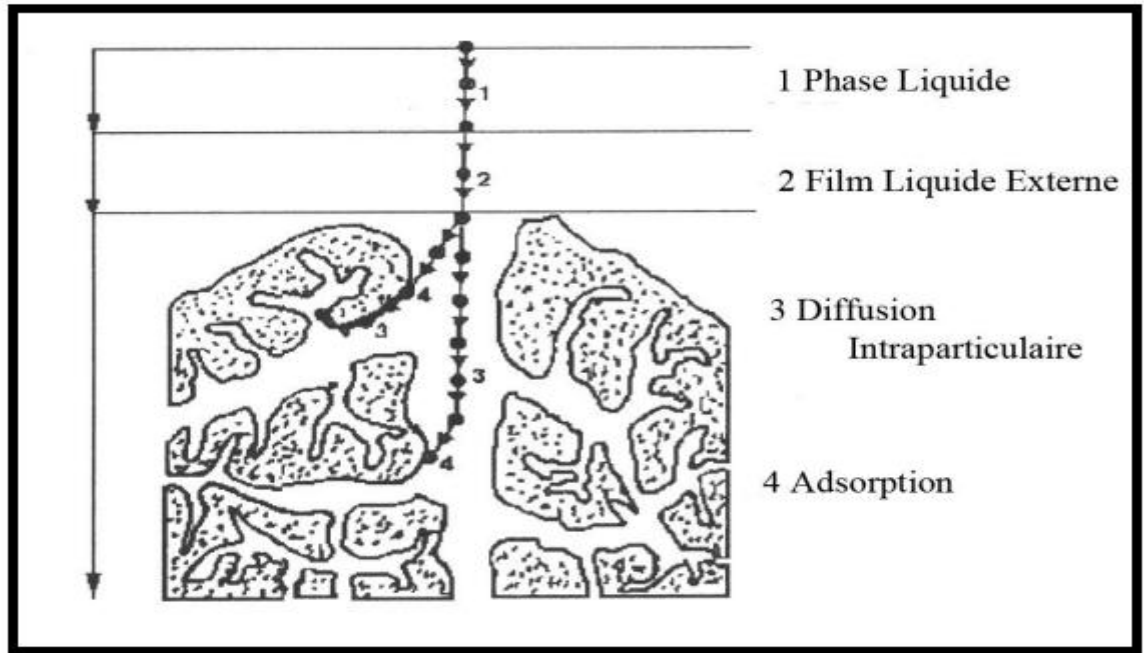 1 Phase Liquide
1
2 Film Liquide Externe
2
3 Diffusion
Intraparticulaire
4
3
3
4
4 Adsorption